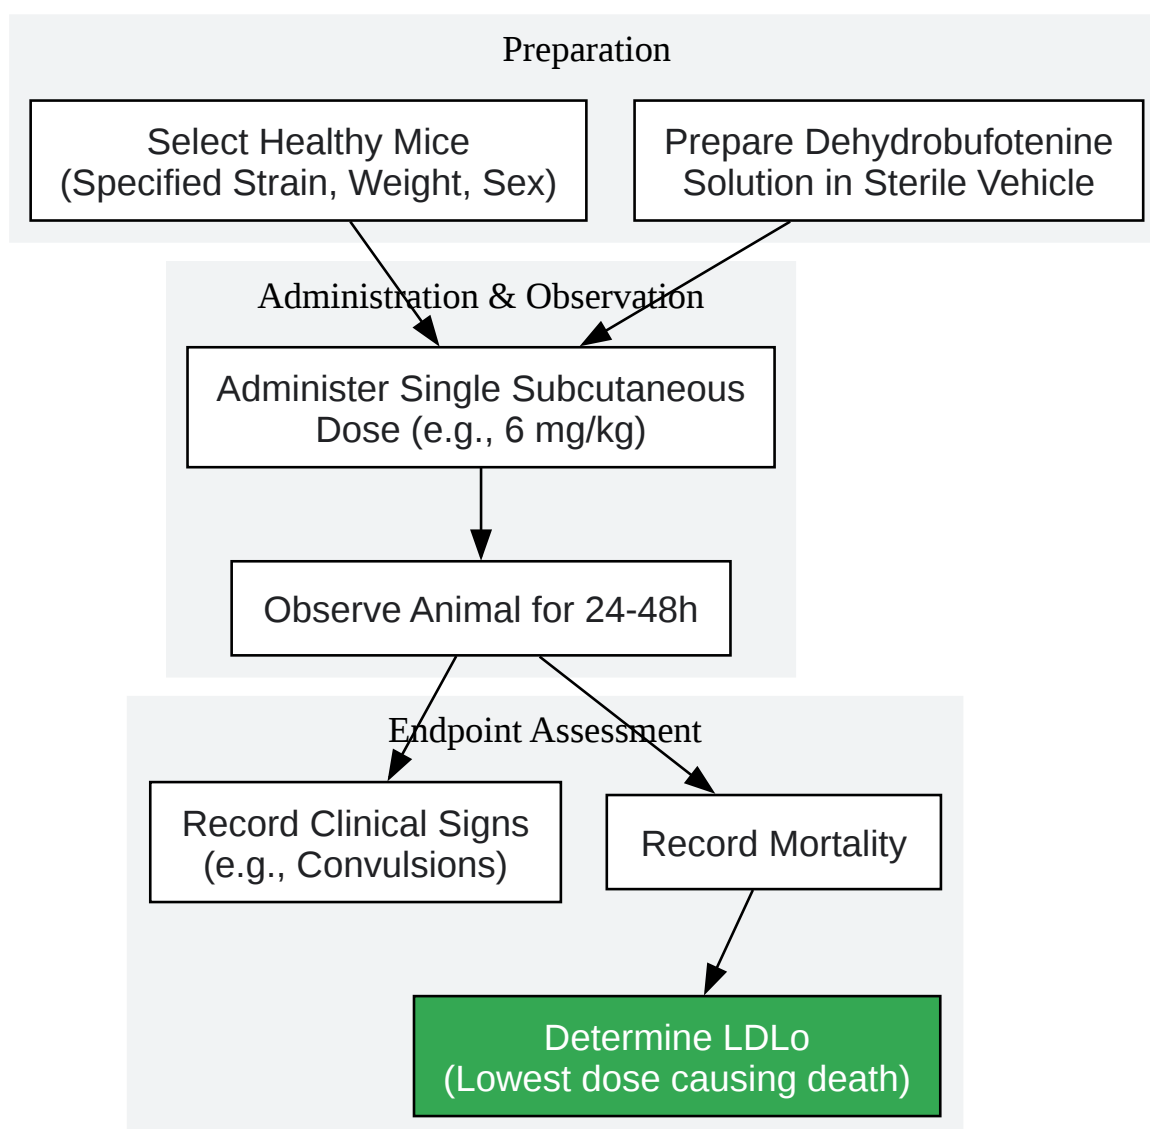 Preparation
Select Healthy Mice
(Specified Strain, Weight, Sex)
Prepare Dehydrobufotenine
Solution in Sterile Vehicle
Administration & Observation
Administer Single Subcutaneous
Dose (e.g., 6 mg/kg)
Observe Animal for 24-48h
Endpoint Assessment
Record Clinical Signs
(e.g., Convulsions)
Record Mortality
Determine LDLo
(Lowest dose causing death)